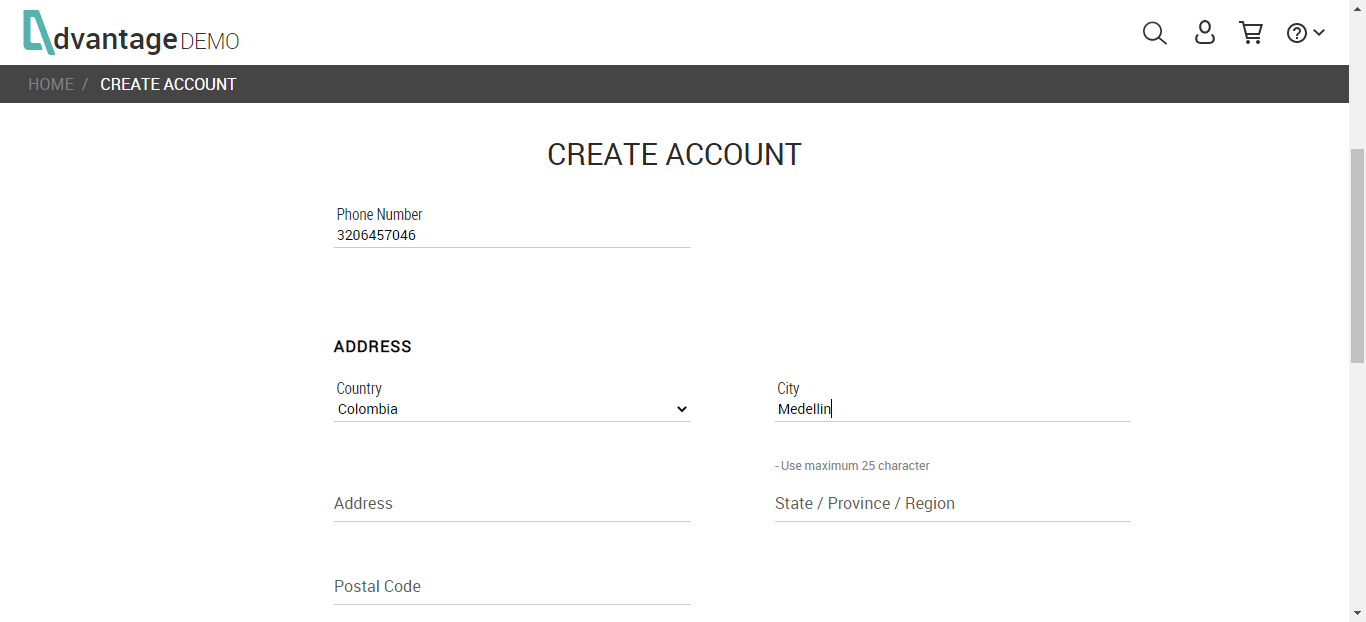 dvantage DEMO
HOME / CREATE ACCOUNT
CREATE ACCOUNT
Phone Number
3206457046
ADDRESS
Country
Colombia
City
Medellin
- Use maximum 25 character
Address
State / Province / Region
Postal Code